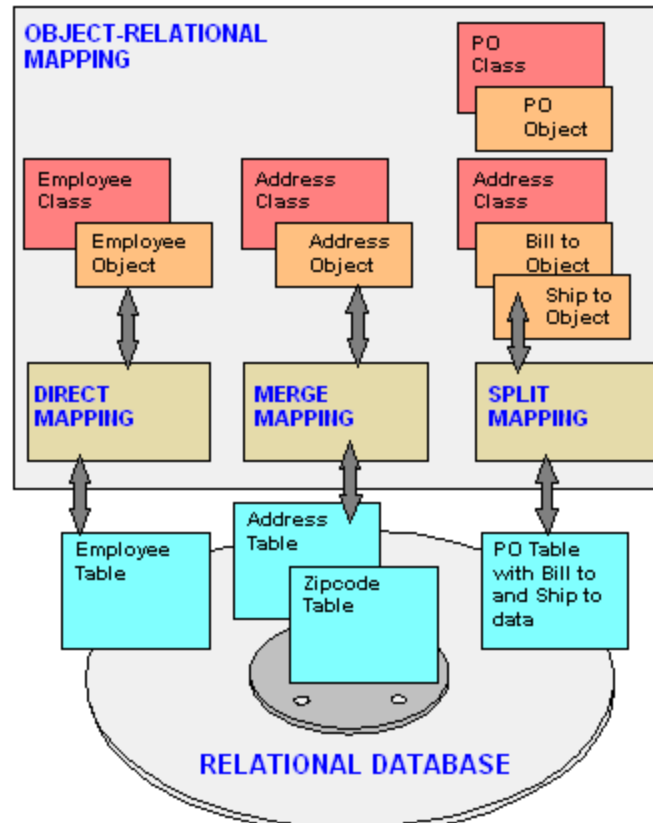 OBJECT-RELATIONAL
MAPPING
PO
Class
PO
Object
Employee
Class
Employee
Object
Address
Class
Address
Object
Address
Class
Bill to
Object
Ship to
Object
DIRECT
MAPPING
MERGE
MAPPING
SPLIT
MAPPING
Employee
Table
Address
Table
Zipcode
Table
PO Table
with Bill to
and Ship to
data
RELATIONAL DATABASE